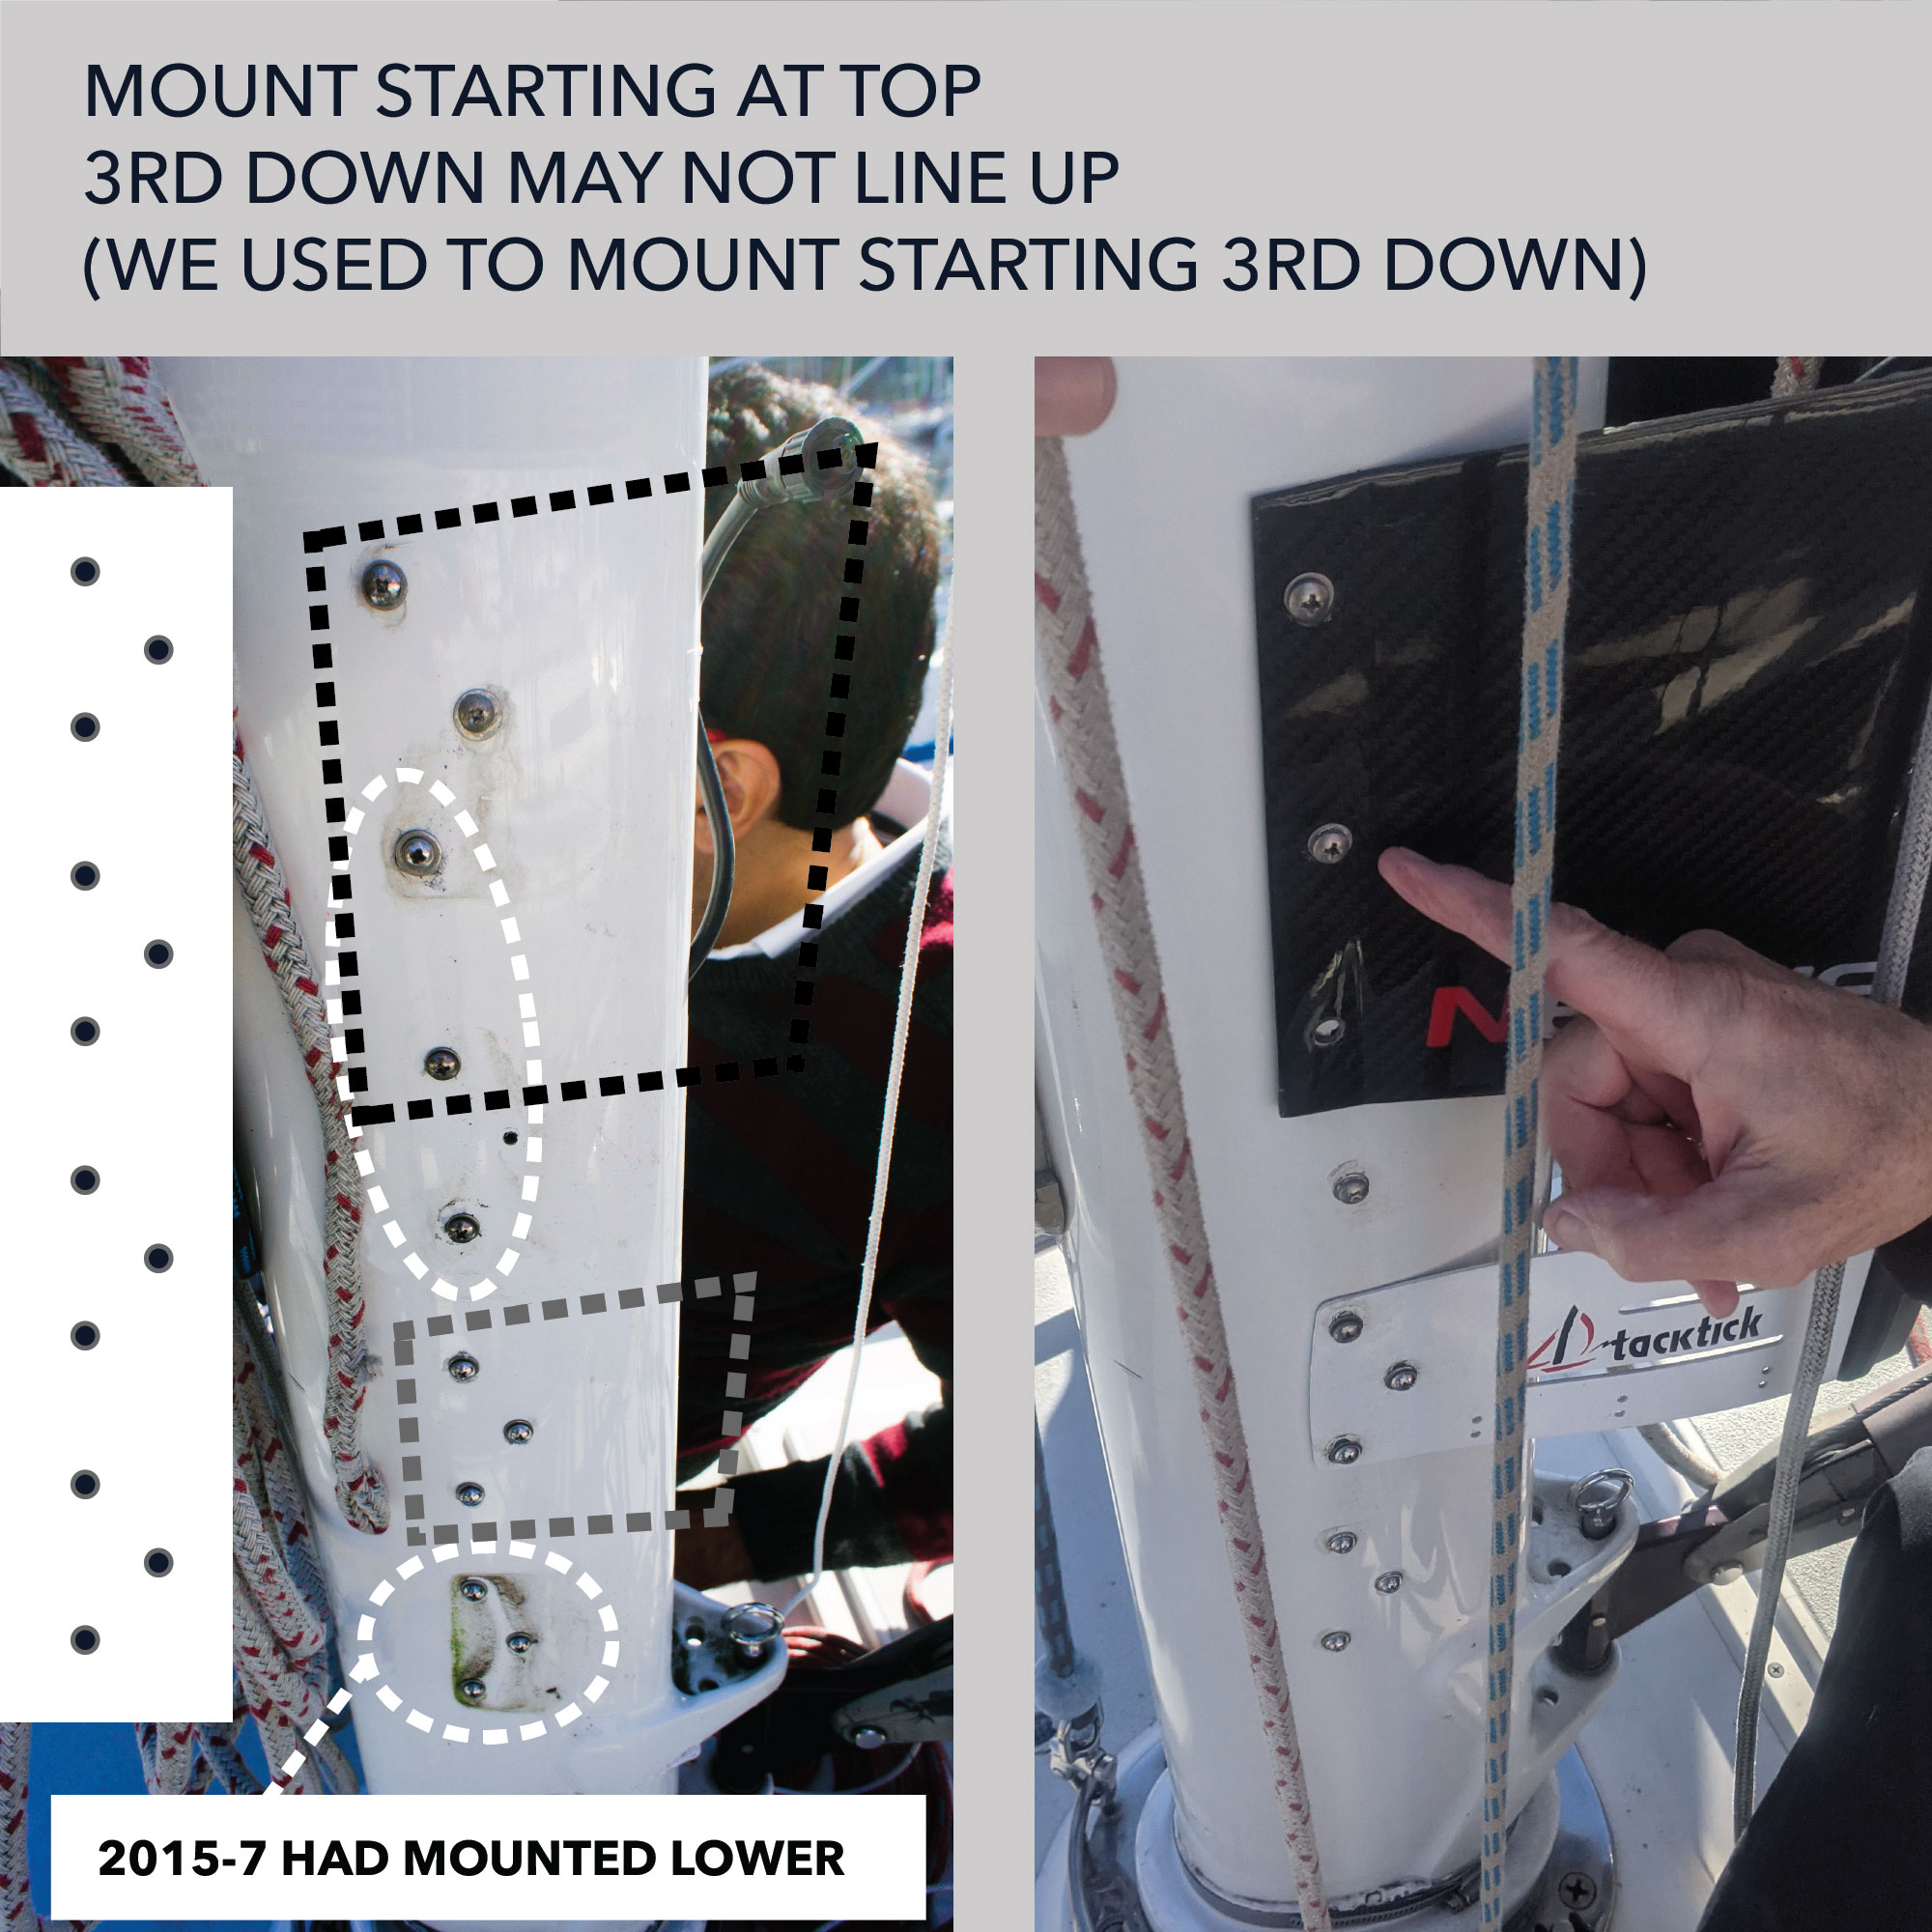 MOUNT STARTING AT TOP
3RD DOWN MAY NOT LINE UP
(WE USED TO MOUNT STARTING 3RD DOWN)
tacktick
2015-7 HAD MOUNTED LOWER